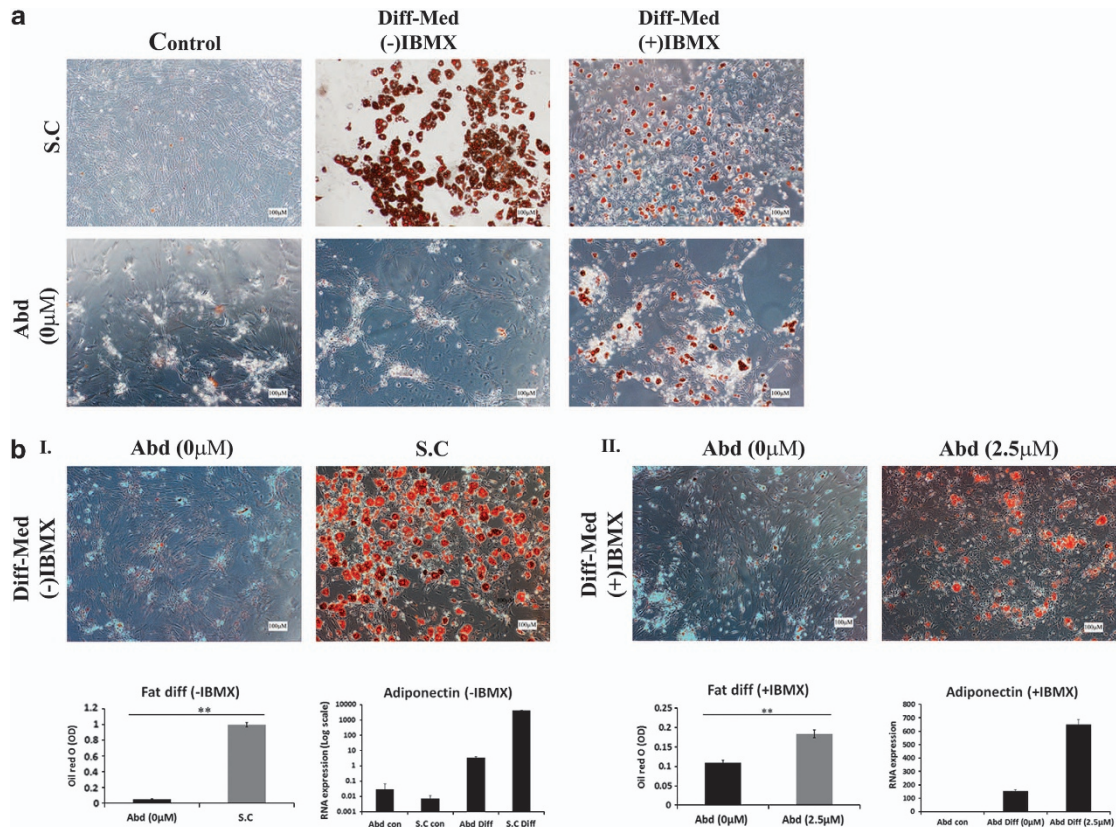 a
Control
Diff-Med
(-)IBMX
Diff-Med
(+)IBMX
S.C
100μM
100μM
100μM
Abd
(0μM)
100μM
100μM
100μM
b
I.
Abd (0μM)
S.C
II.
Abd (0μM)
Abd (2.5μM)
Diff-Med
(-)IBMX
100μM
100μM
Diff-Med
(+)IBMX
100μM
100μM
Fat diff (-IBMX)
**
Oil red O (OD)
1.2
1
0.8
0.6
0.4
0.2
0
Abd (0μM)
S.C
Adiponectin (-IBMX)
RNA expression (Log scale)
10000
1000
100
10
1
0.1
0.01
0.001
Abd con
S.C con
Abd Diff
S.C Diff
Fat diff (+IBMX)
**
Oil red O (OD)
0.25
0.2
0.15
0.1
0.05
0
Abd (0μM)
Abd (2.5μM)
Adiponectin (+IBMX)
RNA expression
800
700
600
500
400
300
200
100
0
Abd con
Abd Diff (0μM)
Abd Diff (2.5μM)